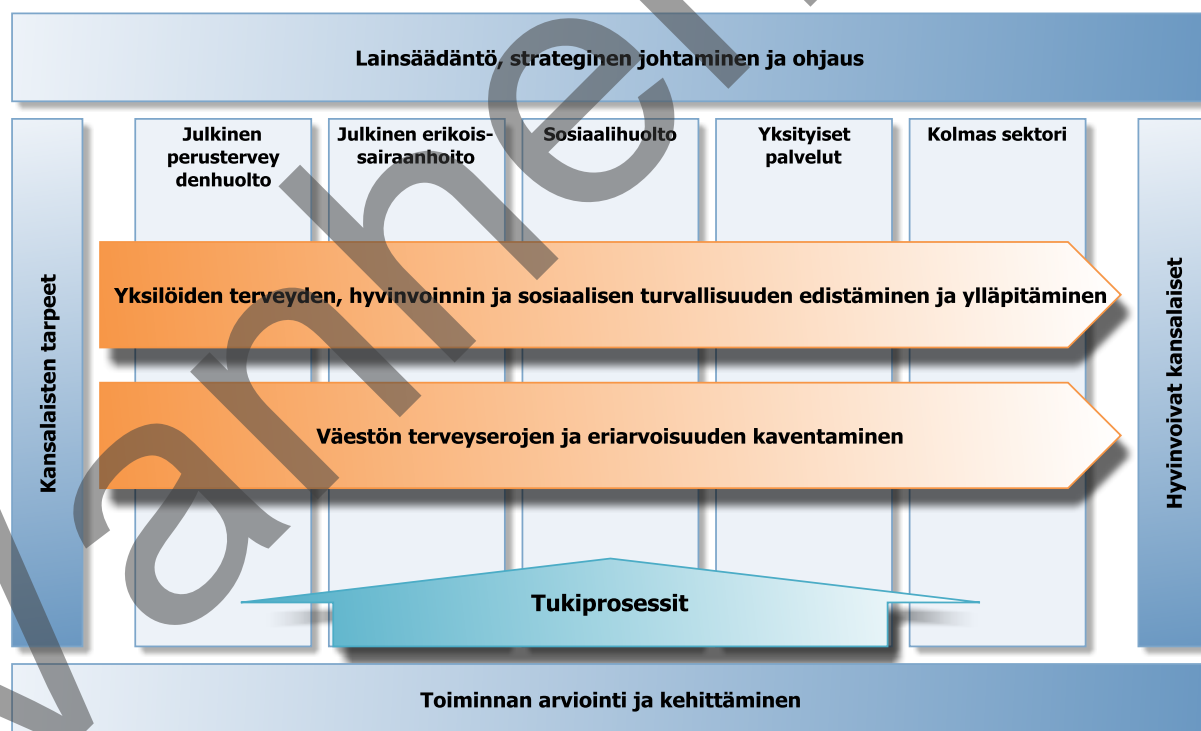 Lainsäädäntö, strateginen johtaminen ja ohjaus
Kansalaisten tarpeet
Julkinen
perustervey
denhuolto
Julkinen erikois-
sairaanhoito
Sosiaalihuolto
Yksityiset
palvelut
Kolmas sektori
Hyvinvoivat kansalaiset
Yksilöiden terveyden, hyvinvoinnin ja sosiaalisen turvallisuuden edistäminen ja ylläpitäminen
Väestön terveyserojen ja eriarvoisuuden kaventaminen
Tukiprosessit
Toiminnan arviointi ja kehittäminen